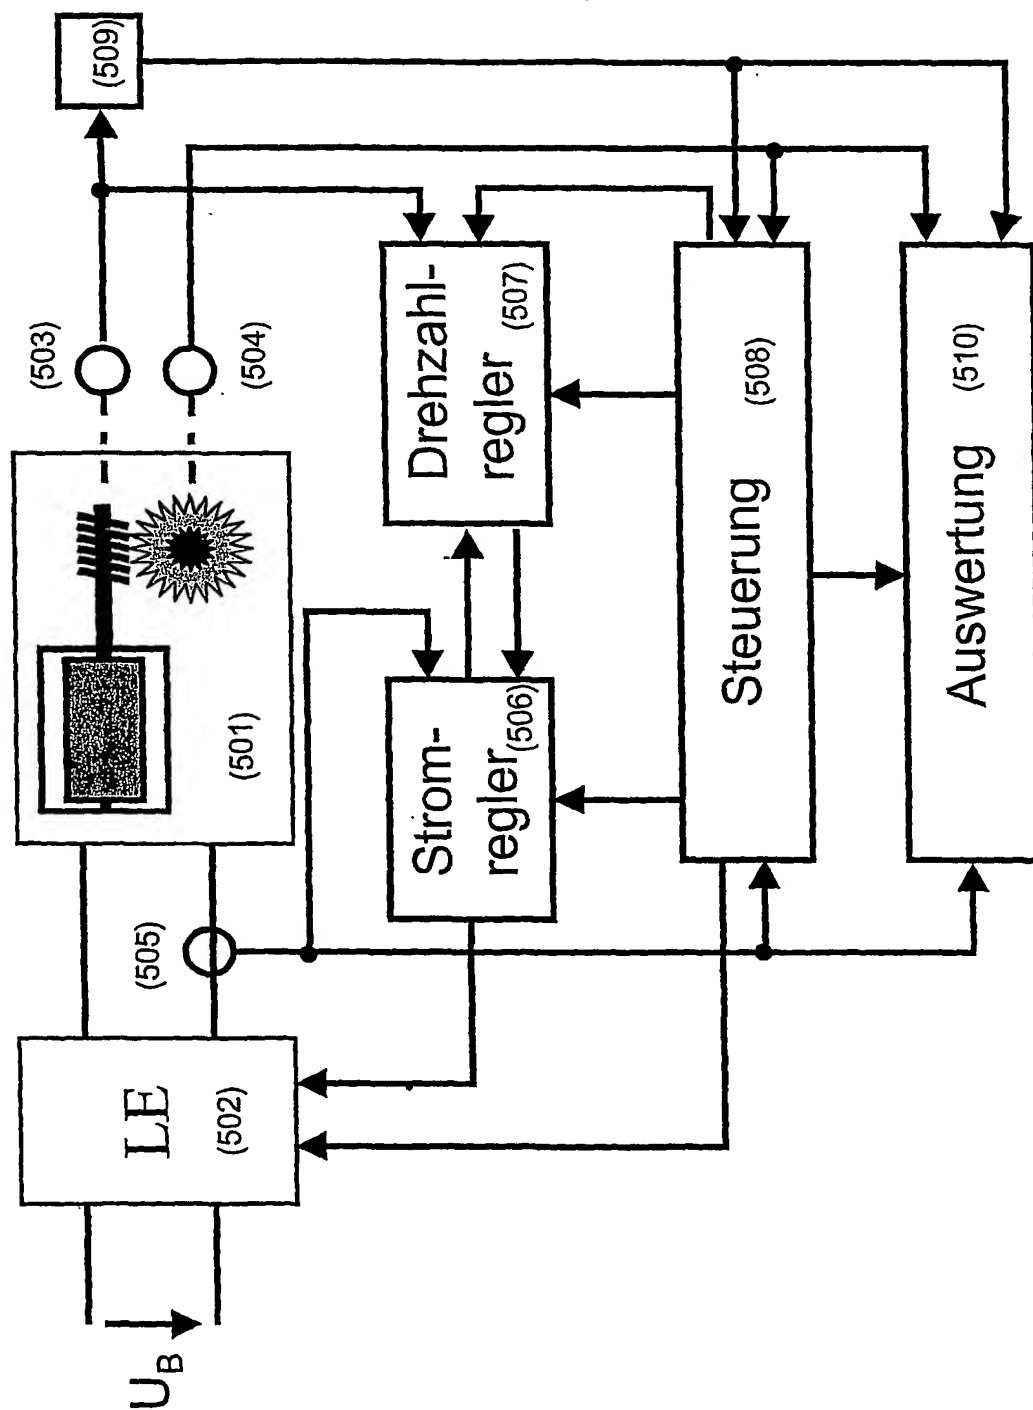 U_B
LE
(502)
(505)
(501)
(503)
(504)
(509)
Strom-
regler
(506)
Drehzahl-
regler
(507)
Steuerung
(508)
Auswertung
(510)